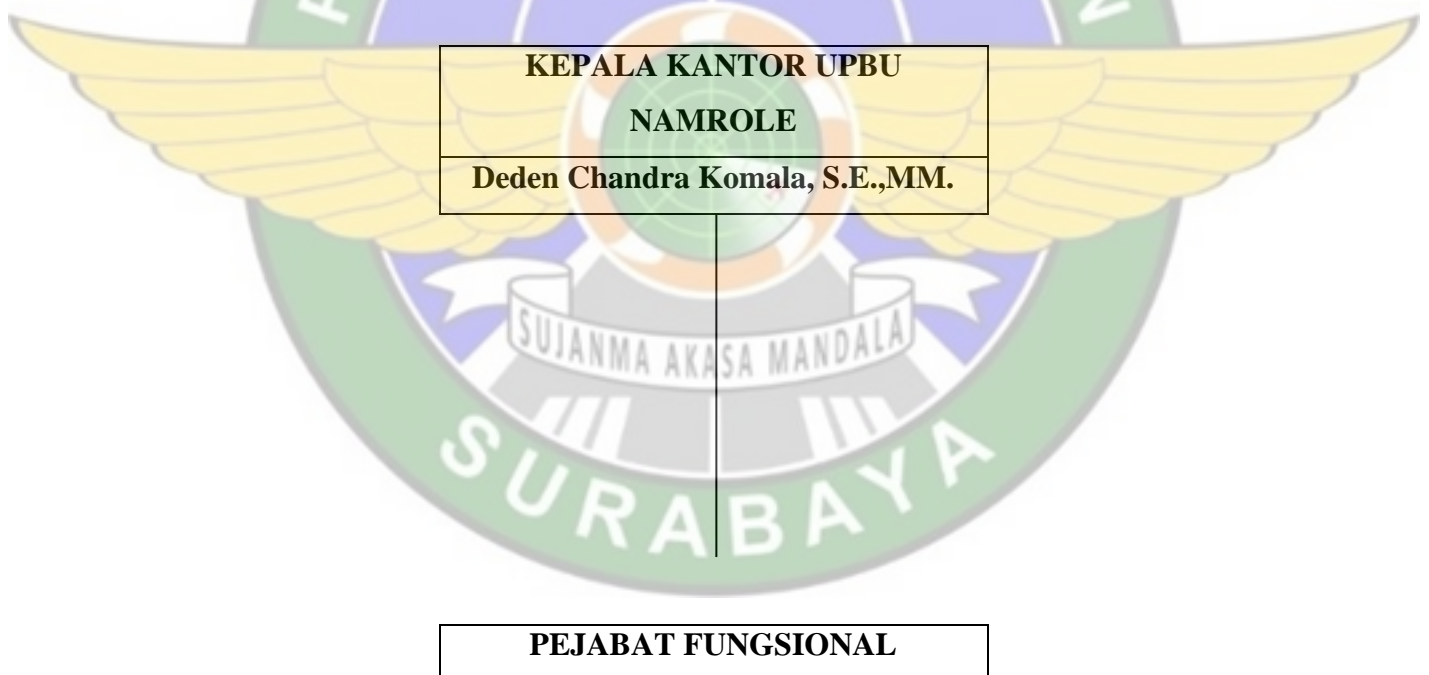 KEPALA KANTOR UPBU
NAMROLE
Deden Chandra Komala, S.E.,MM.
SUJANMA AKASA MANDALA
SURABAYA
PEJABAT FUNGSIONAL